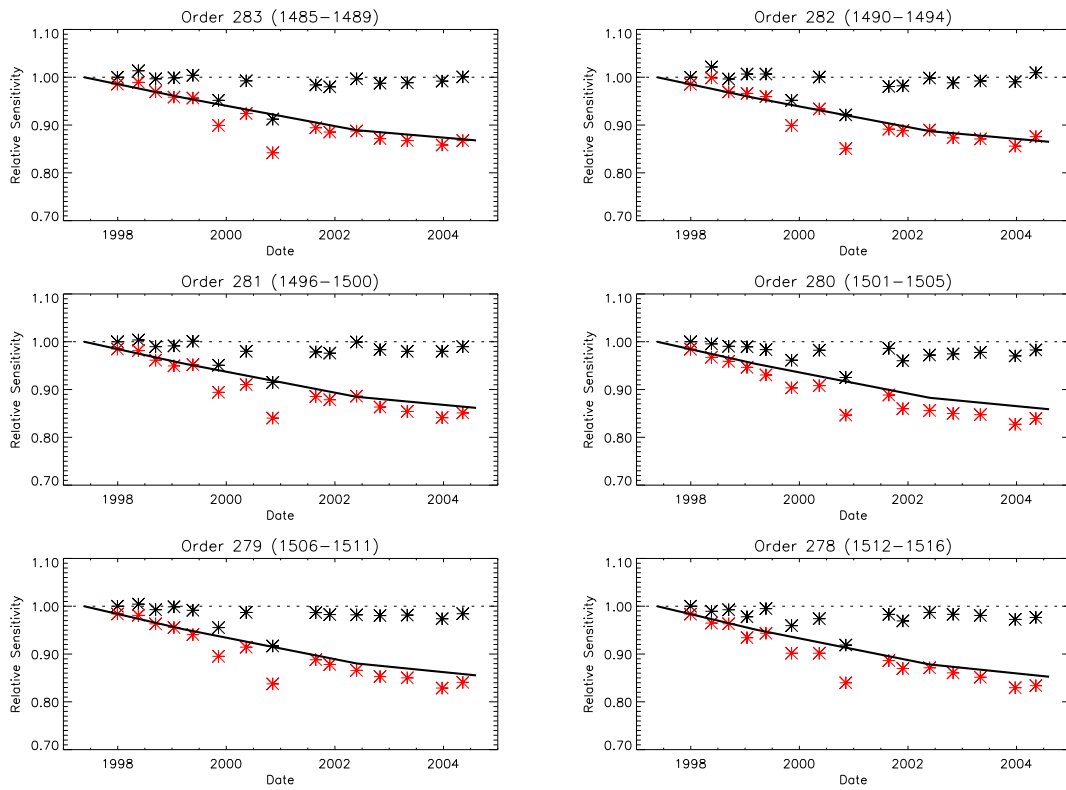 Order 283 (1485–1489)
Relative Sensitivity
1.10
1.00
0.90
0.80
0.70
1998 2000 2002 2004
Date
Order 282 (1490–1494)
Relative Sensitivity
1.10
1.00
0.90
0.80
0.70
1998 2000 2002 2004
Date
Order 281 (1496–1500)
Relative Sensitivity
1.10
1.00
0.90
0.80
0.70
1998 2000 2002 2004
Date
Order 280 (1501–1505)
Relative Sensitivity
1.10
1.00
0.90
0.80
0.70
1998 2000 2002 2004
Date
Order 279 (1506–1511)
Relative Sensitivity
1.10
1.00
0.90
0.80
0.70
1998 2000 2002 2004
Date
Order 278 (1512–1516)
Relative Sensitivity
1.10
1.00
0.90
0.80
0.70
1998 2000 2002 2004
Date